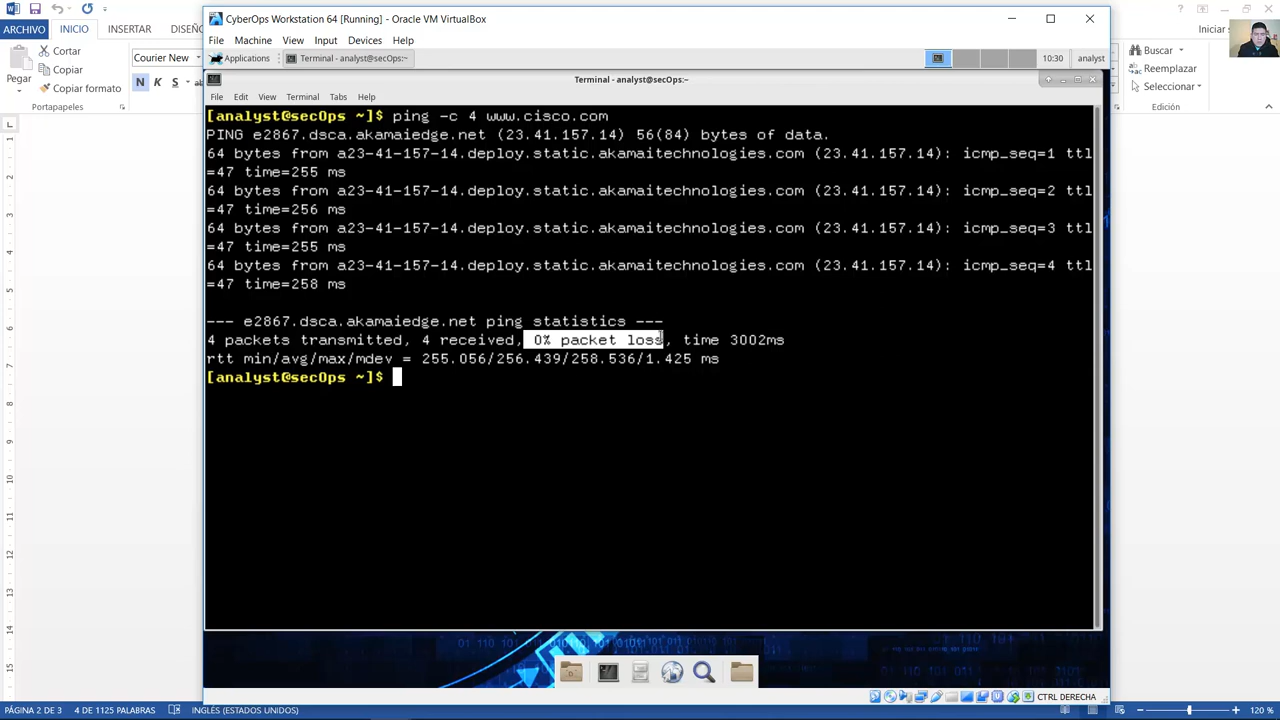 CyberOps Workstation 64 [Running] - Oracle VM VirtualBox
ARCHIVO INICIO INSERTAR DISEÑO
File Machine View Input Devices Help
Iniciar
Cortar
Copiar
Copiar formato
Pegar
Portapapeles
Courier New
N K S
Applications Terminal - analyst@secOps:~ 10:30 analyst
Buscar
Reemplazar
Seleccionar
Edición
Terminal - analyst@secOps:~
File Edit View Terminal Tabs Help
[analyst@secOps ~]$ ping -c 4 www.cisco.com
PING e2867.dsca.akamaiedge.net (23.41.157.14) 56(84) bytes of data.
64 bytes from a23-41-157-14.deploy.static.akamaitechnologies.com (23.41.157.14): icmp_seq=1 ttl
=47 time=255 ms
64 bytes from a23-41-157-14.deploy.static.akamaitechnologies.com (23.41.157.14): icmp_seq=2 ttl
=47 time=256 ms
64 bytes from a23-41-157-14.deploy.static.akamaitechnologies.com (23.41.157.14): icmp_seq=3 ttl
=47 time=255 ms
64 bytes from a23-41-157-14.deploy.static.akamaitechnologies.com (23.41.157.14): icmp_seq=4 ttl
=47 time=258 ms
--- e2867.dsca.akamaiedge.net ping statistics ---
4 packets transmitted, 4 received, 0% packet loss, time 3002ms
rtt min/avg/max/mdev = 255.056/256.439/258.536/1.425 ms
[analyst@secOps ~]$
CTRL DERECHA
PÁGINA 2 DE 3 4 DE 1125 PALABRAS INGLÉS (ESTADOS UNIDOS) 120 %